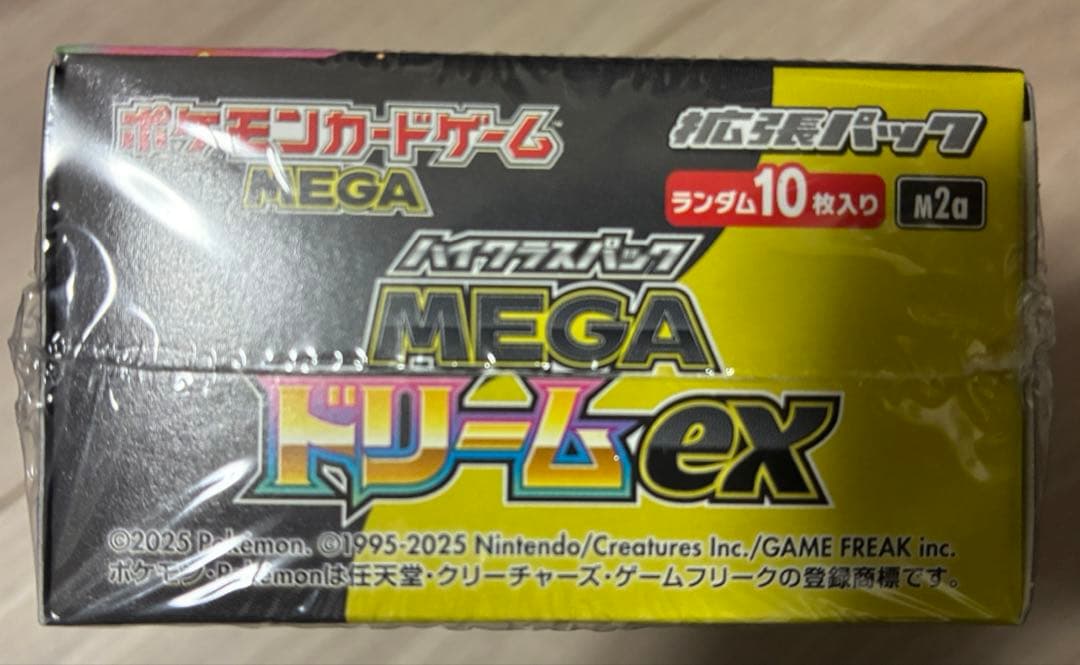 ポケモンカードゲーム
MEGA
拡張パック
ランダム10枚入り
M2a
ハイクラスパック
MEGA
ドリームex
©2025 Pokémon. ©1995-2025 Nintendo/Creatures Inc./GAME FREAK inc.
ポケモン・Pokémonは任天堂・クリーチャーズ・ゲームフリークの登録商標です。